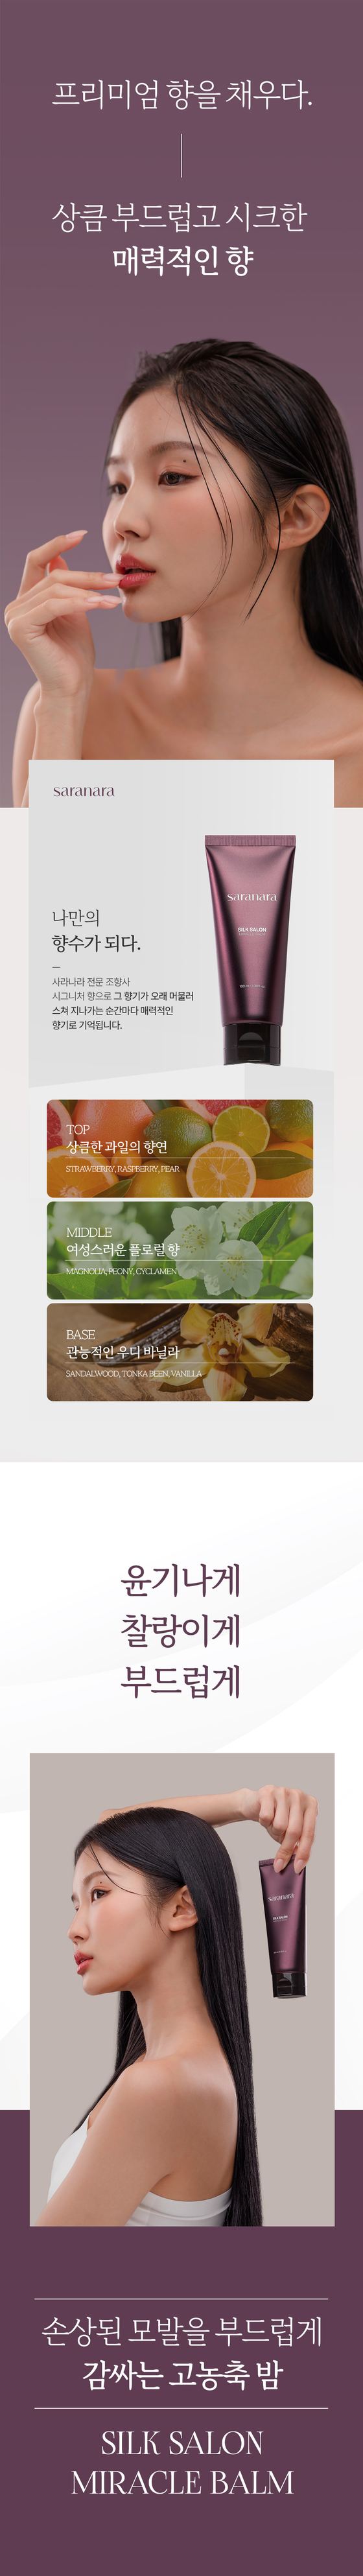 프리미엄 향을 채우다.
상큼 부드럽고 시크한
매력적인 향
saranara
나만의
향수가 되다.
사라나라 전문 조향사
시그니처 향으로 그 향기가 오래 머물러
스쳐 지나가는 순간마다 매력적인
향기로 기억됩니다.
saranara
SILK SALON
TOP
상큼한 과일의 향연
STRAWBERRY, RASPBERRY, PEAR
MIDDLE
여성스러운 플로럴 향
MAGNOLIA, PEONY, CYCLAMEN
BASE
관능적인 우디 바닐라
SANDALWOOD, TONKA BEEN, VANILLA
윤기나게
찰랑이게
부드럽게
saranara
SILK SALON
손상된 모발을 부드럽게
감싸는 고농축 밤
SILK SALON
MIRACLE BALM